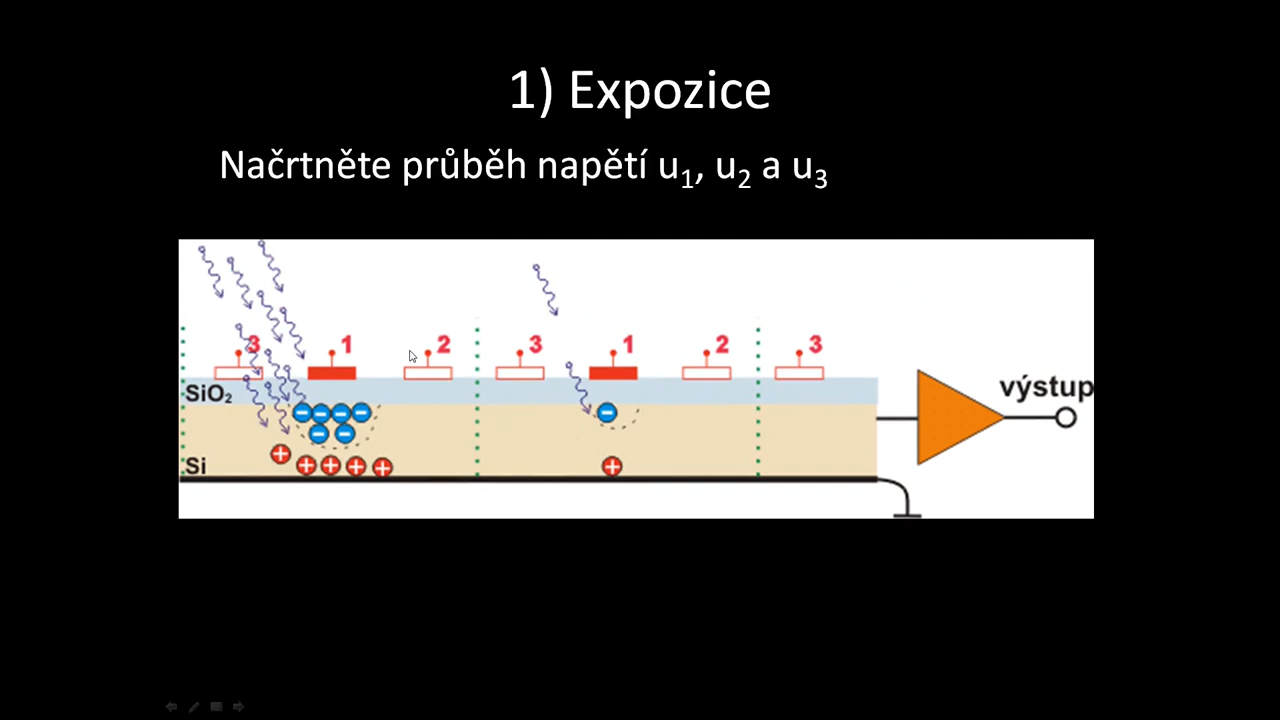 1) Expozice
Načrtněte průběh napětí u1, u2 a u3
3 1 2 3 1 2 3
SiO₂
výstup
Si